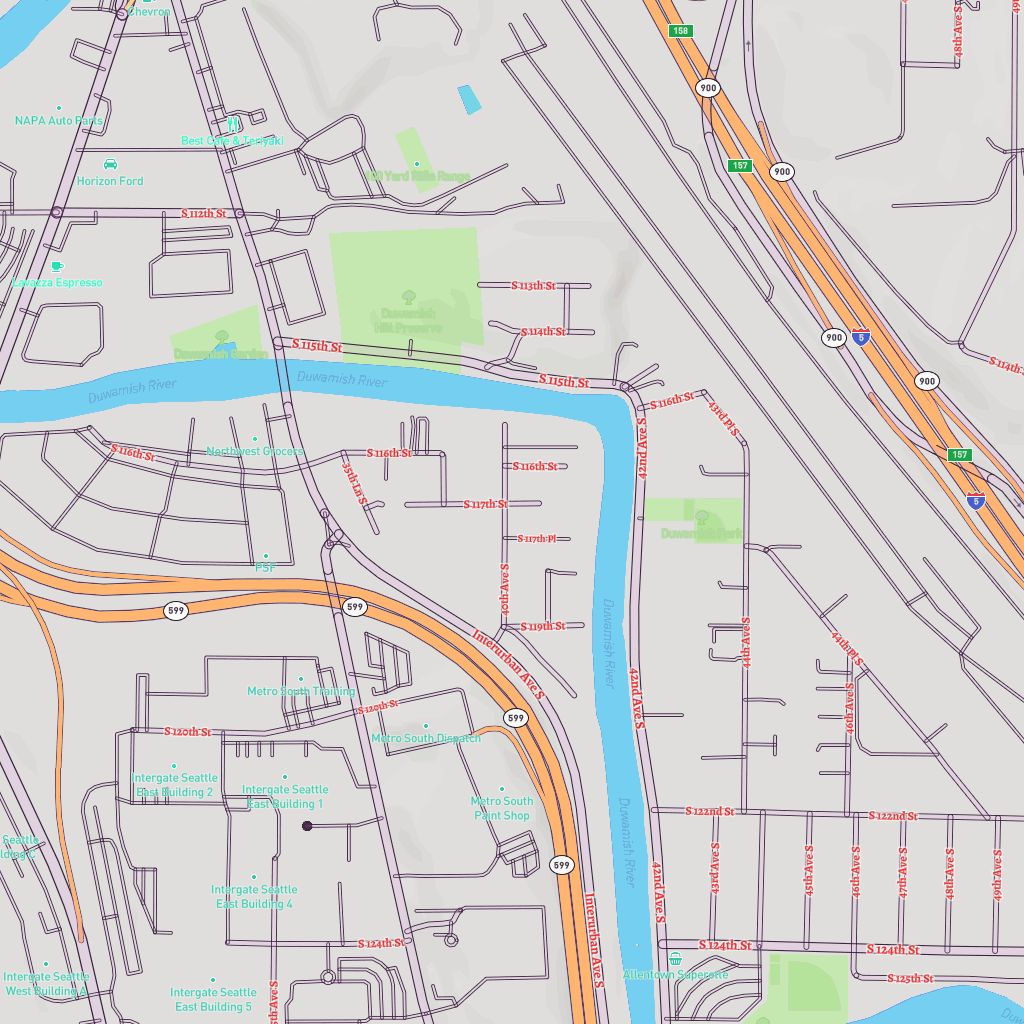 Chevron
158
900
NAPA Auto Parts
Best Cafe & Teriyaki
Horizon Ford
157
900
S 112th St
Lavazza Espresso
48th Ave S
S 113th St
Duwamish
Hill Preserve
S 114th St
S 115th St
900
5
Duwamish River
Duwamish River
S 115th St
900
S 114th
S 116th St
43rd Pl S
42nd Ave S
S 116th St
Northwest Grocers
S 116th St
S 116th St
157
35th Ln S
S 117th St
5
Duwamish Park
S 117th Pl
PSF
40th Ave S
599
599
S 119th St
Duwamish River
Interurban Ave S
44th Ave S
44th Pl S
Metro South Training
42nd Ave S
46th Ave S
S 120th St
599
S 120th St
Metro South Dispatch
Intergate Seattle
East Building 2
Intergate Seattle
East Building 1
Metro South
Paint Shop
Duwamish River
S 122nd St
S 122nd St
Seattle
599
43rd Ave S
45th Ave S
46th Ave S
47th Ave S
48th Ave S
49th Ave S
Intergate Seattle
East Building 4
42nd Ave S
Interurban Ave S
S 124th St
S 124th St
S 124th St
Allentown Superette
Intergate Seattle
West Building A
Intergate Seattle
East Building 5
S 125th St